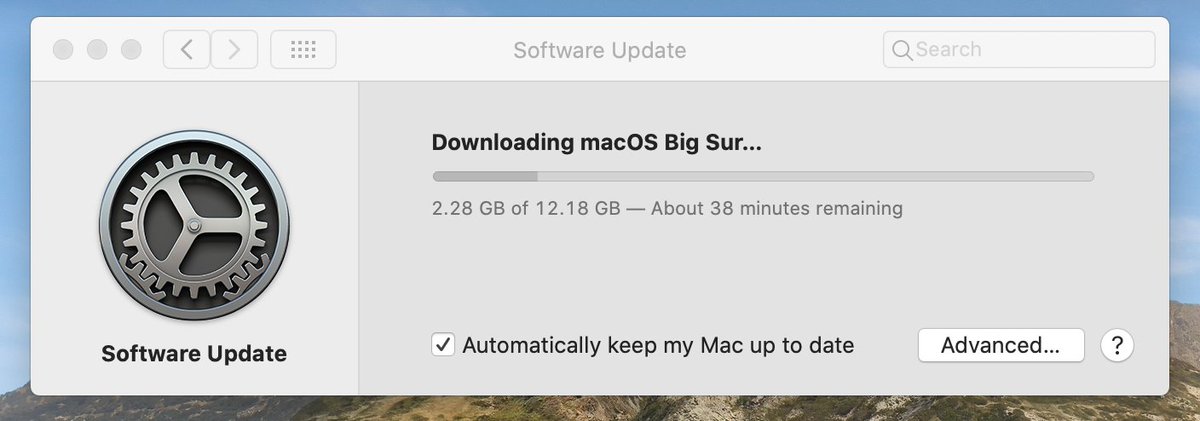 Software Update
Search
Downloading macOS Big Sur...
2.28 GB of 12.18 GB — About 38 minutes remaining
Software Update
Automatically keep my Mac up to date
Advanced...
?